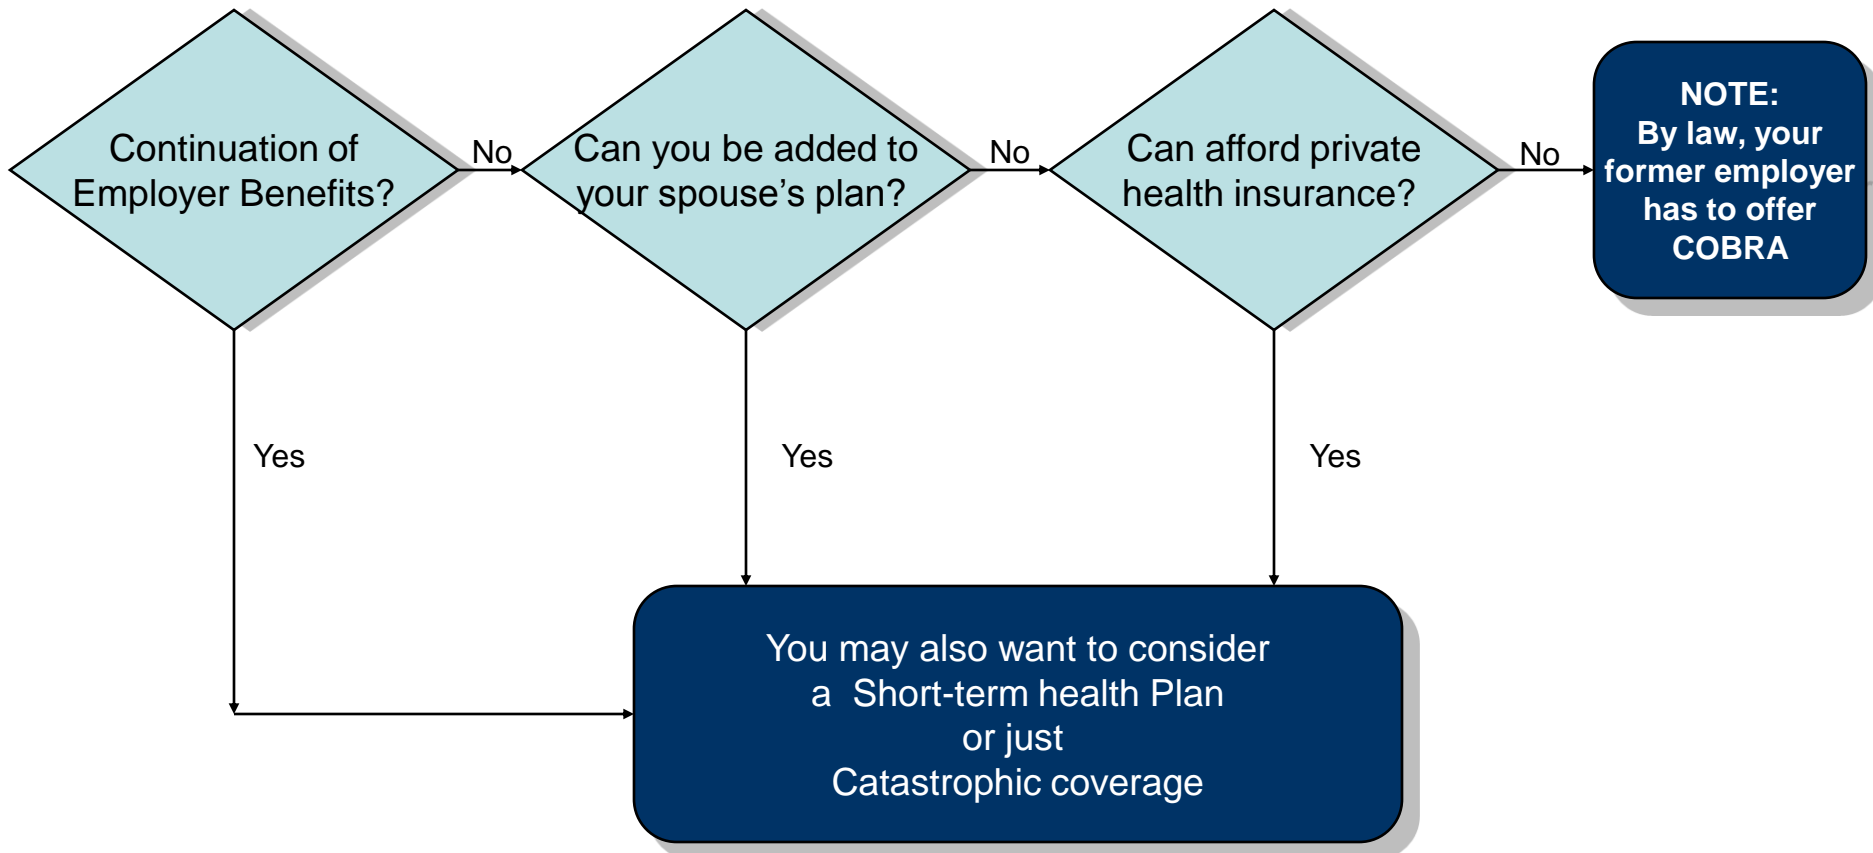 Continuation of
Employer Benefits?
No
Can you be added to
your spouse's plan?
No
Can afford private
health insurance?
No
NOTE:
By law, your
former employer
has to offer
COBRA
Yes
Yes
Yes
You may also want to consider
a  Short-term health Plan
or just
Catastrophic coverage